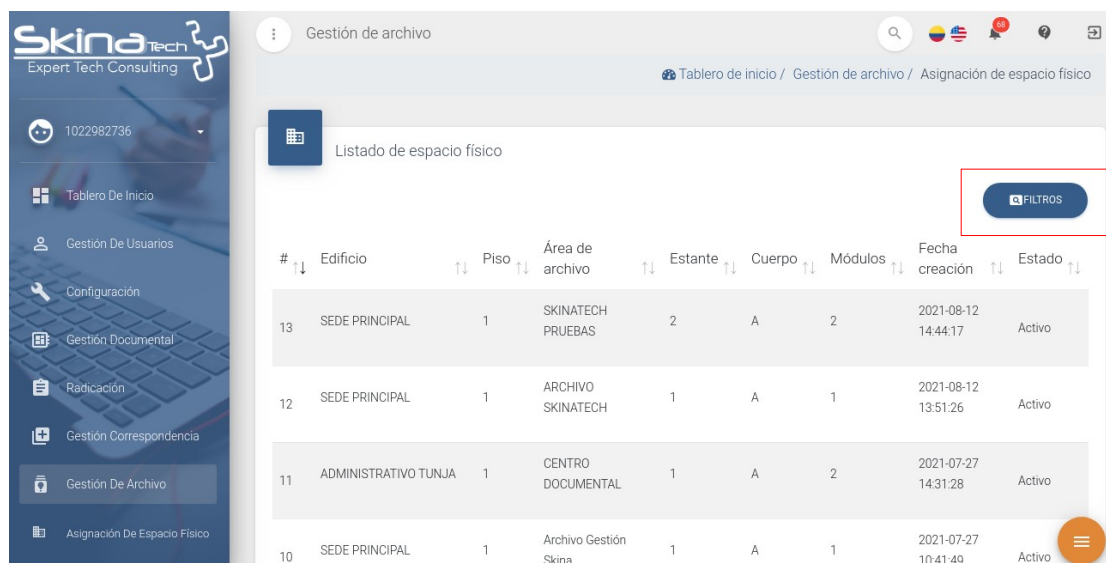 SkinaTech
Expert Tech Consulting
1022982736
Tablero De Inicio
Gestión De Usuarios
Configuración
Gestión Documental
Radicación
Gestión Correspondencia
Gestión De Archivo
Asignación De Espacio Físico
Gestión de archivo
68
Tablero de inicio / Gestión de archivo / Asignación de espacio físico
Listado de espacio físico
FILTROS
# Edificio Piso Área de archivo Estante Cuerpo Módulos Fecha creación Estado
13 SEDE PRINCIPAL 1 SKINATECH PRUEBAS 2 A 2 2021-08-12 14:44:17 Activo
12 SEDE PRINCIPAL 1 ARCHIVO SKINATECH 1 A 1 2021-08-12 13:51:26 Activo
11 ADMINISTRATIVO TUNJA 1 CENTRO DOCUMENTAL 1 A 2 2021-07-27 14:31:28 Activo
10 SEDE PRINCIPAL 1 Archivo Gestión Skina 1 A 1 2021-07-27 10:41:49 Activo